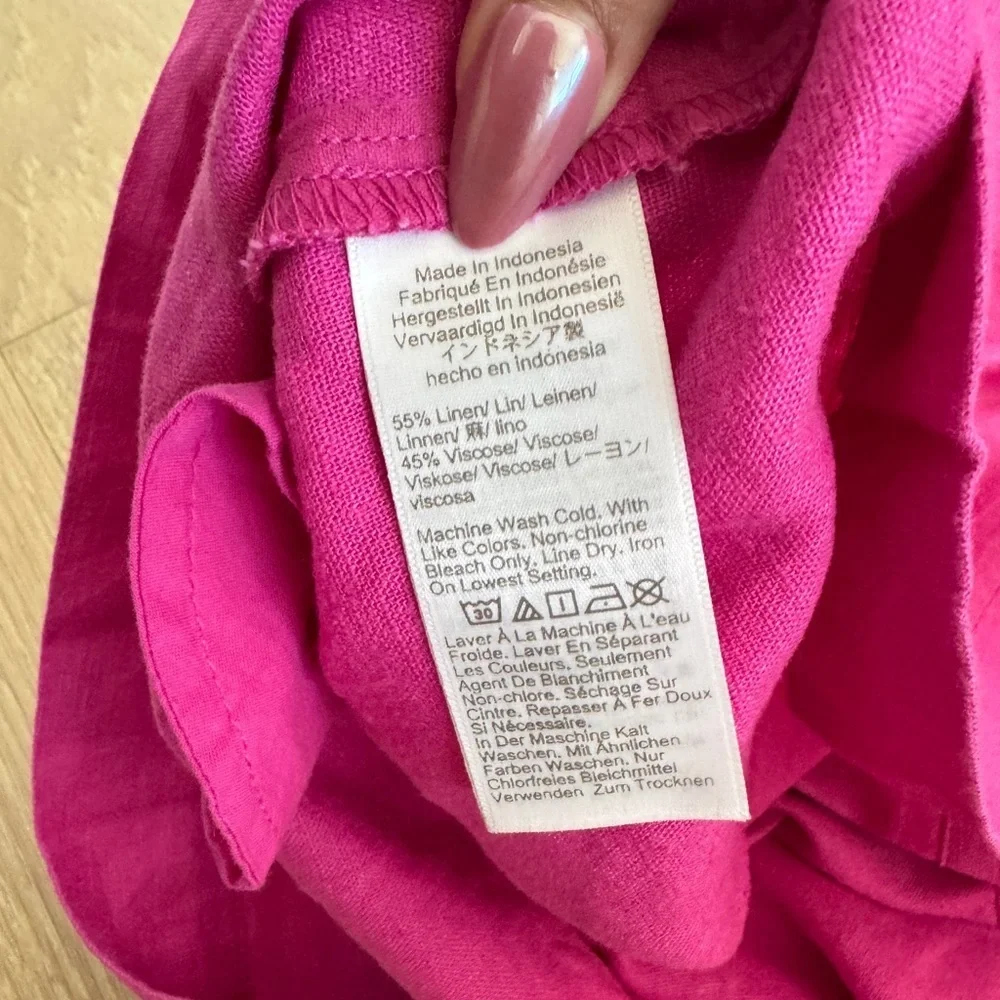 Made In Indonesia
Fabriqué En Indonésie
Hergestellt In Indonesien
Vervaardigd In Indonesië
インドネシア製
hecho en indonesia
55% Linen/ Lin/ Leinen/
Linnen/ 麻/ lino
45% Viscose/ Viscose/
Viskose/ Viscose/ レーヨン/
viscosa
Machine Wash Cold. With
Like Colors. Non-chlorine
Bleach Only. Line Dry. Iron
On Lowest Setting.
30
Laver À La Machine À L'eau
Froide. Laver En Séparant
Les Couleurs. Seulement
Agent De Blanchiment
Non-chlore. Séchage Sur
Cintre. Repasser À Fer Doux
Si Nécessaire.
In Der Maschine Kalt
Waschen. Mit Ähnlichen
Farben Waschen. Nur
Chlorfreies Bleichmittel
Verwenden Zum Trocknen